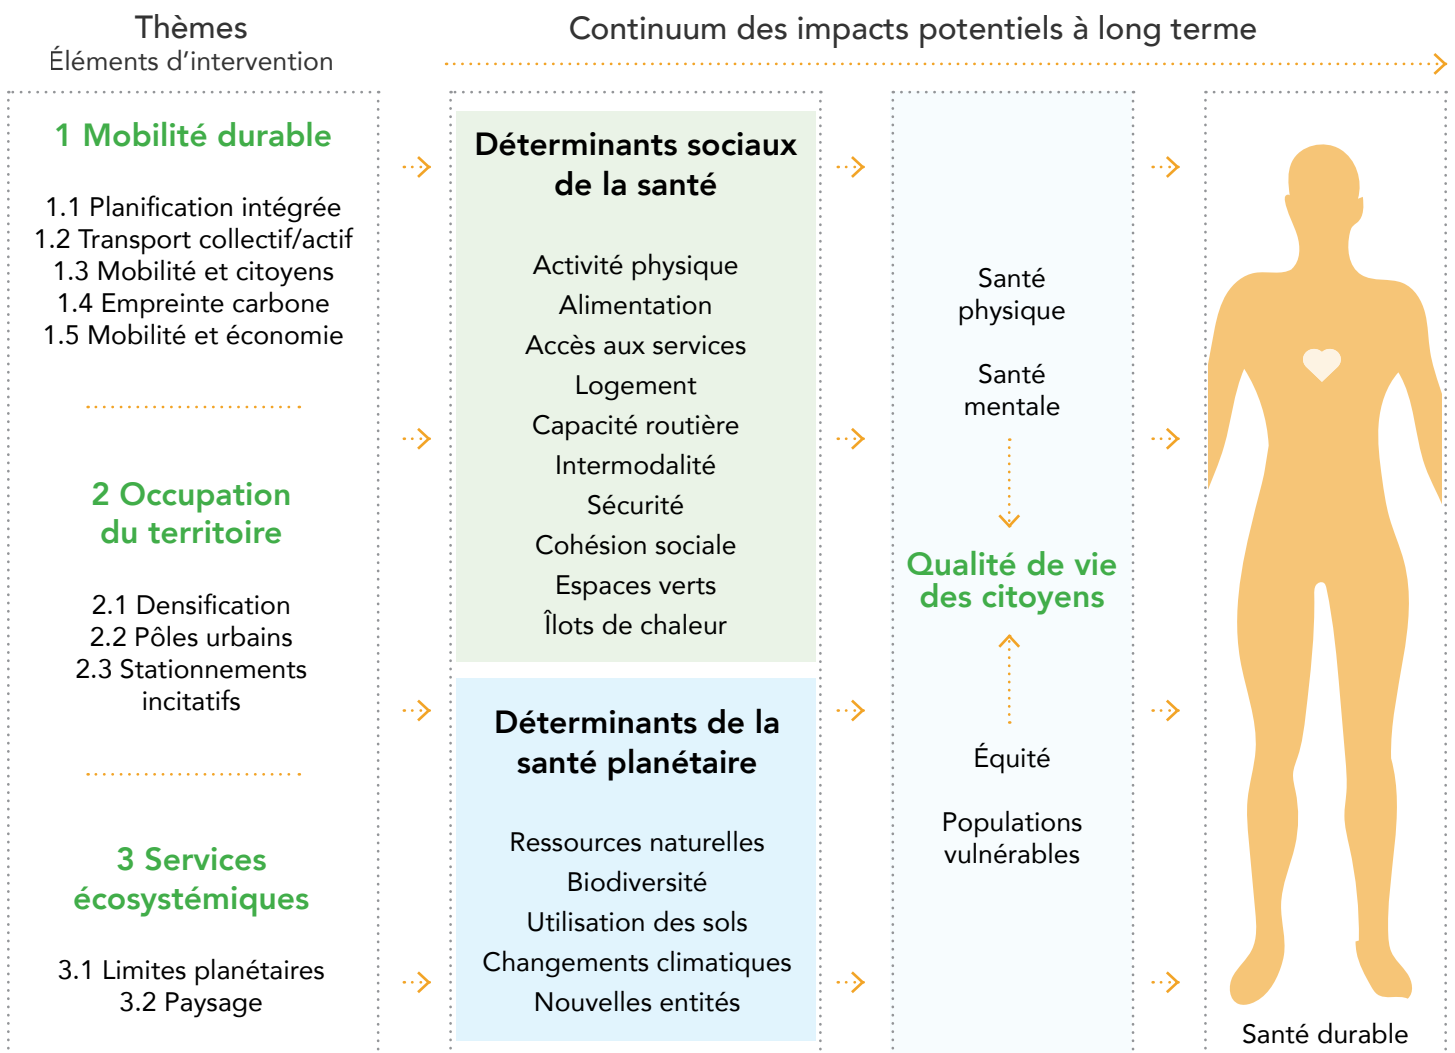 Thèmes
Éléments d’intervention
Continuum des impacts potentiels à long terme
1 Mobilité durable
1.1 Planification intégrée
1.2 Transport collectif/actif
1.3 Mobilité et citoyens
1.4 Empreinte carbone
1.5 Mobilité et économie
2 Occupation
du territoire
2.1 Densification
2.2 Pôles urbains
2.3 Stationnements
incitatifs
3 Services
écosystémiques
3.1 Limites planétaires
3.2 Paysage
Déterminants sociaux
de la santé
Activité physique
Alimentation
Accès aux services
Logement
Capacité routière
Intermodalité
Sécurité
Cohésion sociale
Espaces verts
Îlots de chaleur
Déterminants de la
santé planétaire
Ressources naturelles
Biodiversité
Utilisation des sols
Changements climatiques
Nouvelles entités
Santé
physique
Santé
mentale
Qualité de vie
des citoyens
Équité
Populations
vulnérables
Santé durable